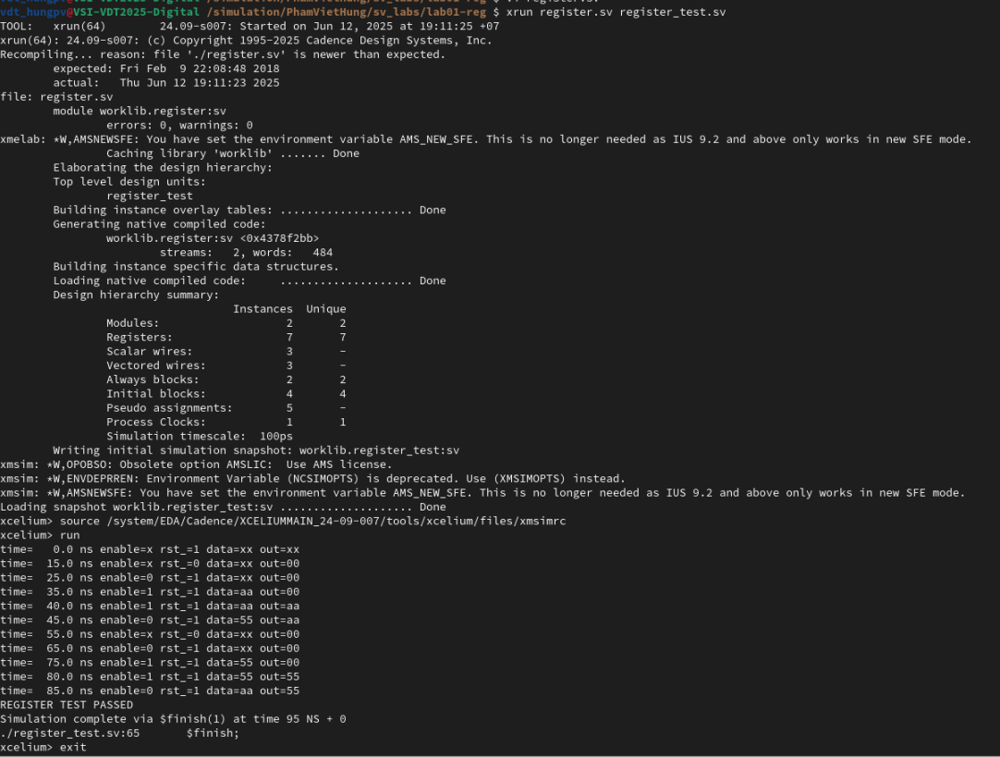 vdt_hungpv@VSI-VDT2025-Digital /simulation/PhamVietHung/sv_labs/lab01-reg $ xrun register.sv register_test.sv
TOOL:   xrun(64)        24.09-s007: Started on Jun 12, 2025 at 19:11:25 +07
xrun(64): 24.09-s007: (c) Copyright 1995-2025 Cadence Design Systems, Inc.
Recompiling... reason: file './register.sv' is newer than expected.
        expected: Fri Feb  9 22:08:48 2018
        actual:   Thu Jun 12 19:11:23 2025
file: register.sv
        module worklib.register:sv
                errors: 0, warnings: 0
xmelab: *W,AMSNEWSFE: You have set the environment variable AMS_NEW_SFE. This is no longer needed as IUS 9.2 and above only works in new SFE mode.
                Caching library 'worklib' ....... Done
        Elaborating the design hierarchy:
        Top level design units:
                register_test
        Building instance overlay tables: .................... Done
        Generating native compiled code:
                worklib.register:sv <0x4378f2bb>
                        streams:   2, words:   484
        Building instance specific data structures.
        Loading native compiled code:     .................... Done
        Design hierarchy summary:
                                   Instances  Unique
                Modules:                   2       2
                Registers:                 7       7
                Scalar wires:              3       -
                Vectored wires:            3       -
                Always blocks:             2       2
                Initial blocks:            4       4
                Pseudo assignments:        5       -
                Process Clocks:            1       1
                Simulation timescale:  100ps
        Writing initial simulation snapshot: worklib.register_test:sv
xmsim: *W,OPOBSO: Obsolete option AMSLIC:  Use AMS license.
xmsim: *W,ENVDEPRREN: Environment Variable (NCSIMOPTS) is deprecated. Use (XMSIMOPTS) instead.
xmsim: *W,AMSNEWSFE: You have set the environment variable AMS_NEW_SFE. This is no longer needed as IUS 9.2 and above only works in new SFE mode.
Loading snapshot worklib.register_test:sv .................... Done
xcelium> source /system/EDA/Cadence/XCELIUMMAIN_24-09-007/tools/xcelium/files/xmsimrc
xcelium> run
time=   0.0 ns enable=x rst_=1 data=xx out=xx
time=  15.0 ns enable=x rst_=0 data=xx out=00
time=  25.0 ns enable=0 rst_=1 data=xx out=00
time=  35.0 ns enable=1 rst_=1 data=aa out=00
time=  40.0 ns enable=1 rst_=1 data=aa out=aa
time=  45.0 ns enable=0 rst_=1 data=55 out=aa
time=  55.0 ns enable=x rst_=0 data=xx out=00
time=  65.0 ns enable=0 rst_=1 data=xx out=00
time=  75.0 ns enable=1 rst_=1 data=55 out=00
time=  80.0 ns enable=1 rst_=1 data=55 out=55
time=  85.0 ns enable=0 rst_=1 data=aa out=55
REGISTER TEST PASSED
Simulation complete via $finish(1) at time 95 NS + 0
./register_test.sv:65       $finish;
xcelium> exit